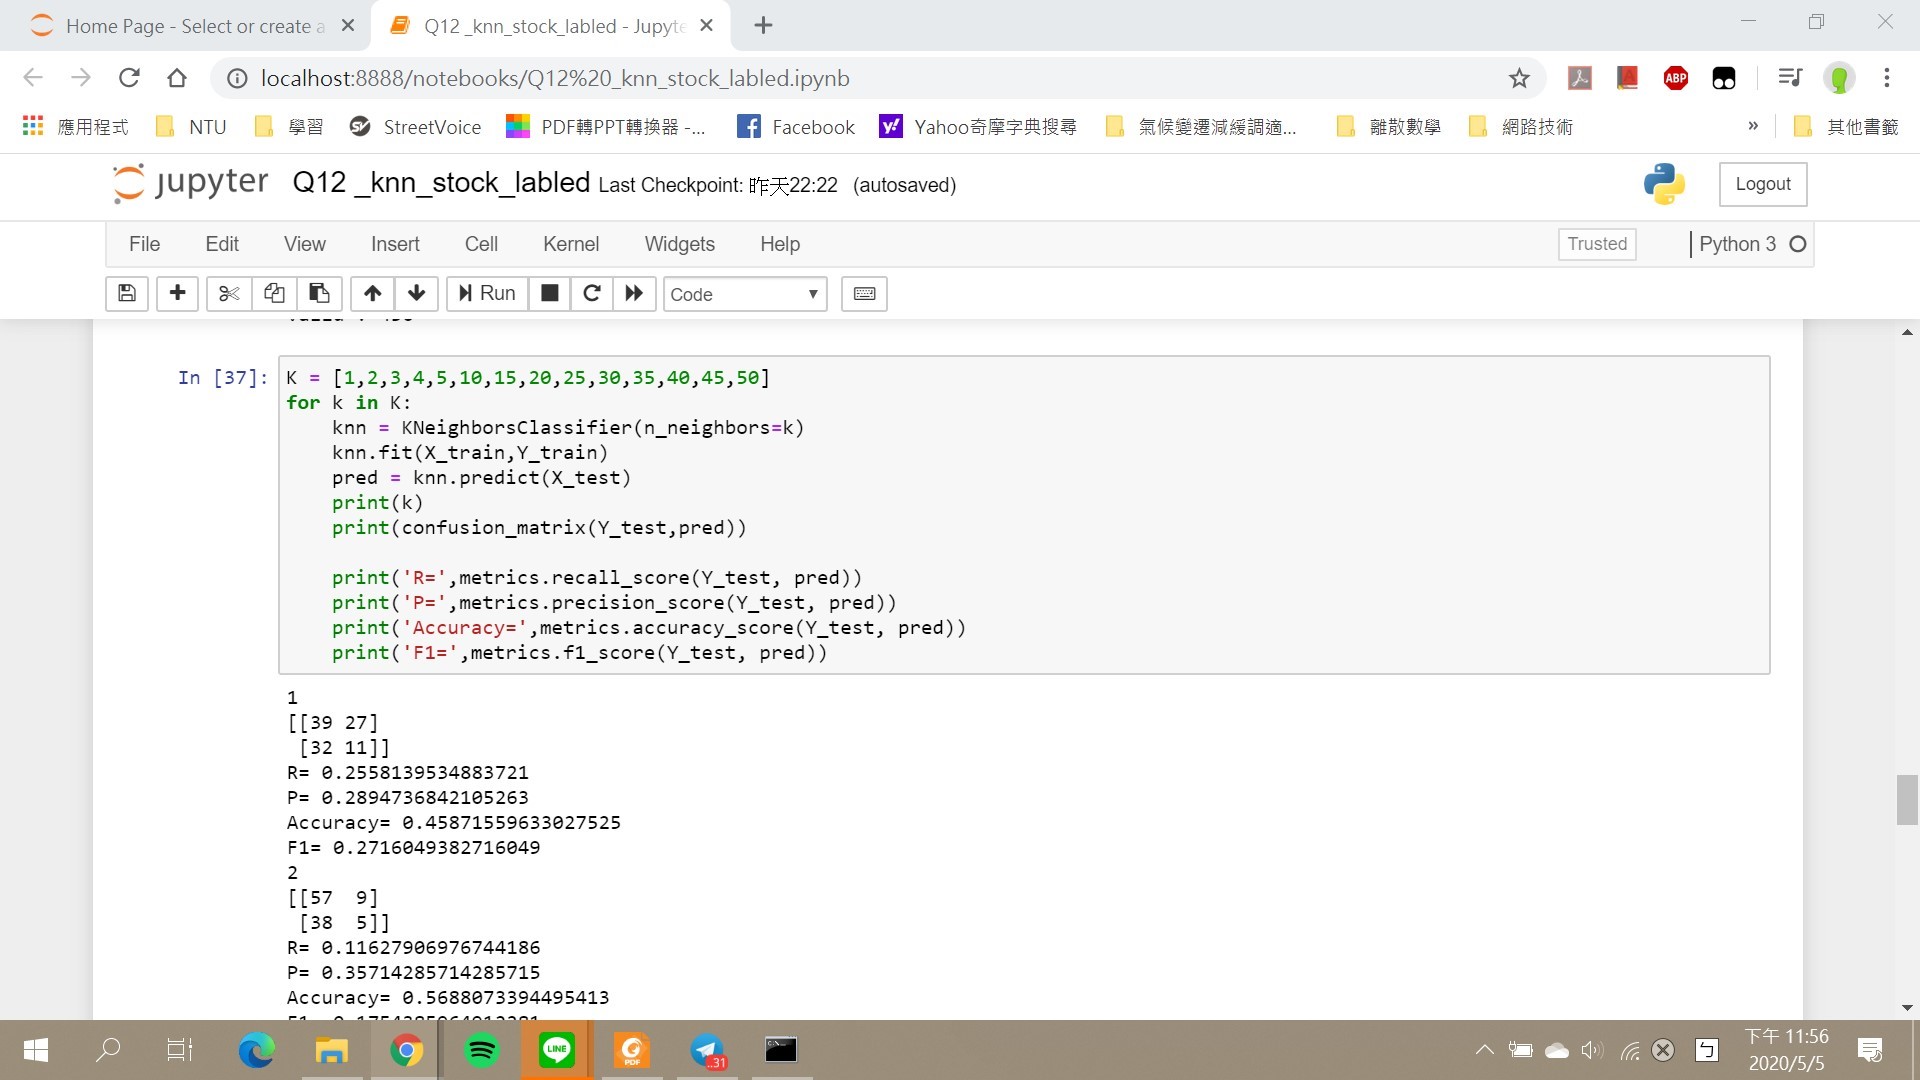 Home Page - Select or create a
Q12 _knn_stock_labled - Jupyte
localhost:8888/notebooks/Q12%20_knn_stock_labled.ipynb
ABP
應用程式
NTU
學習
StreetVoice
PDF轉PPT轉換器 -...
Facebook
Yahoo奇摩字典搜尋
氣候變遷減緩調適...
離散數學
網路技術
»
其他書籤
jupyter Q12 _knn_stock_labled Last Checkpoint: 昨天22:22 (autosaved)
Logout
File Edit View Insert Cell Kernel Widgets Help
Trusted
Python 3
Run
Code
In [37]:
K = [1,2,3,4,5,10,15,20,25,30,35,40,45,50]
for k in K:
    knn = KNeighborsClassifier(n_neighbors=k)
    knn.fit(X_train,Y_train)
    pred = knn.predict(X_test)
    print(k)
    print(confusion_matrix(Y_test,pred))
    print('R=',metrics.recall_score(Y_test, pred))
    print('P=',metrics.precision_score(Y_test, pred))
    print('Accuracy=',metrics.accuracy_score(Y_test, pred))
    print('F1=',metrics.f1_score(Y_test, pred))
1
[[39 27]
 [32 11]]
R= 0.2558139534883721
P= 0.2894736842105263
Accuracy= 0.45871559633027525
F1= 0.2716049382716049
2
[[57  9]
 [38  5]]
R= 0.11627906976744186
P= 0.35714285714285715
Accuracy= 0.5688073394495413
LINE
PDF
31
ㄅ
下午 11:56
2020/5/5